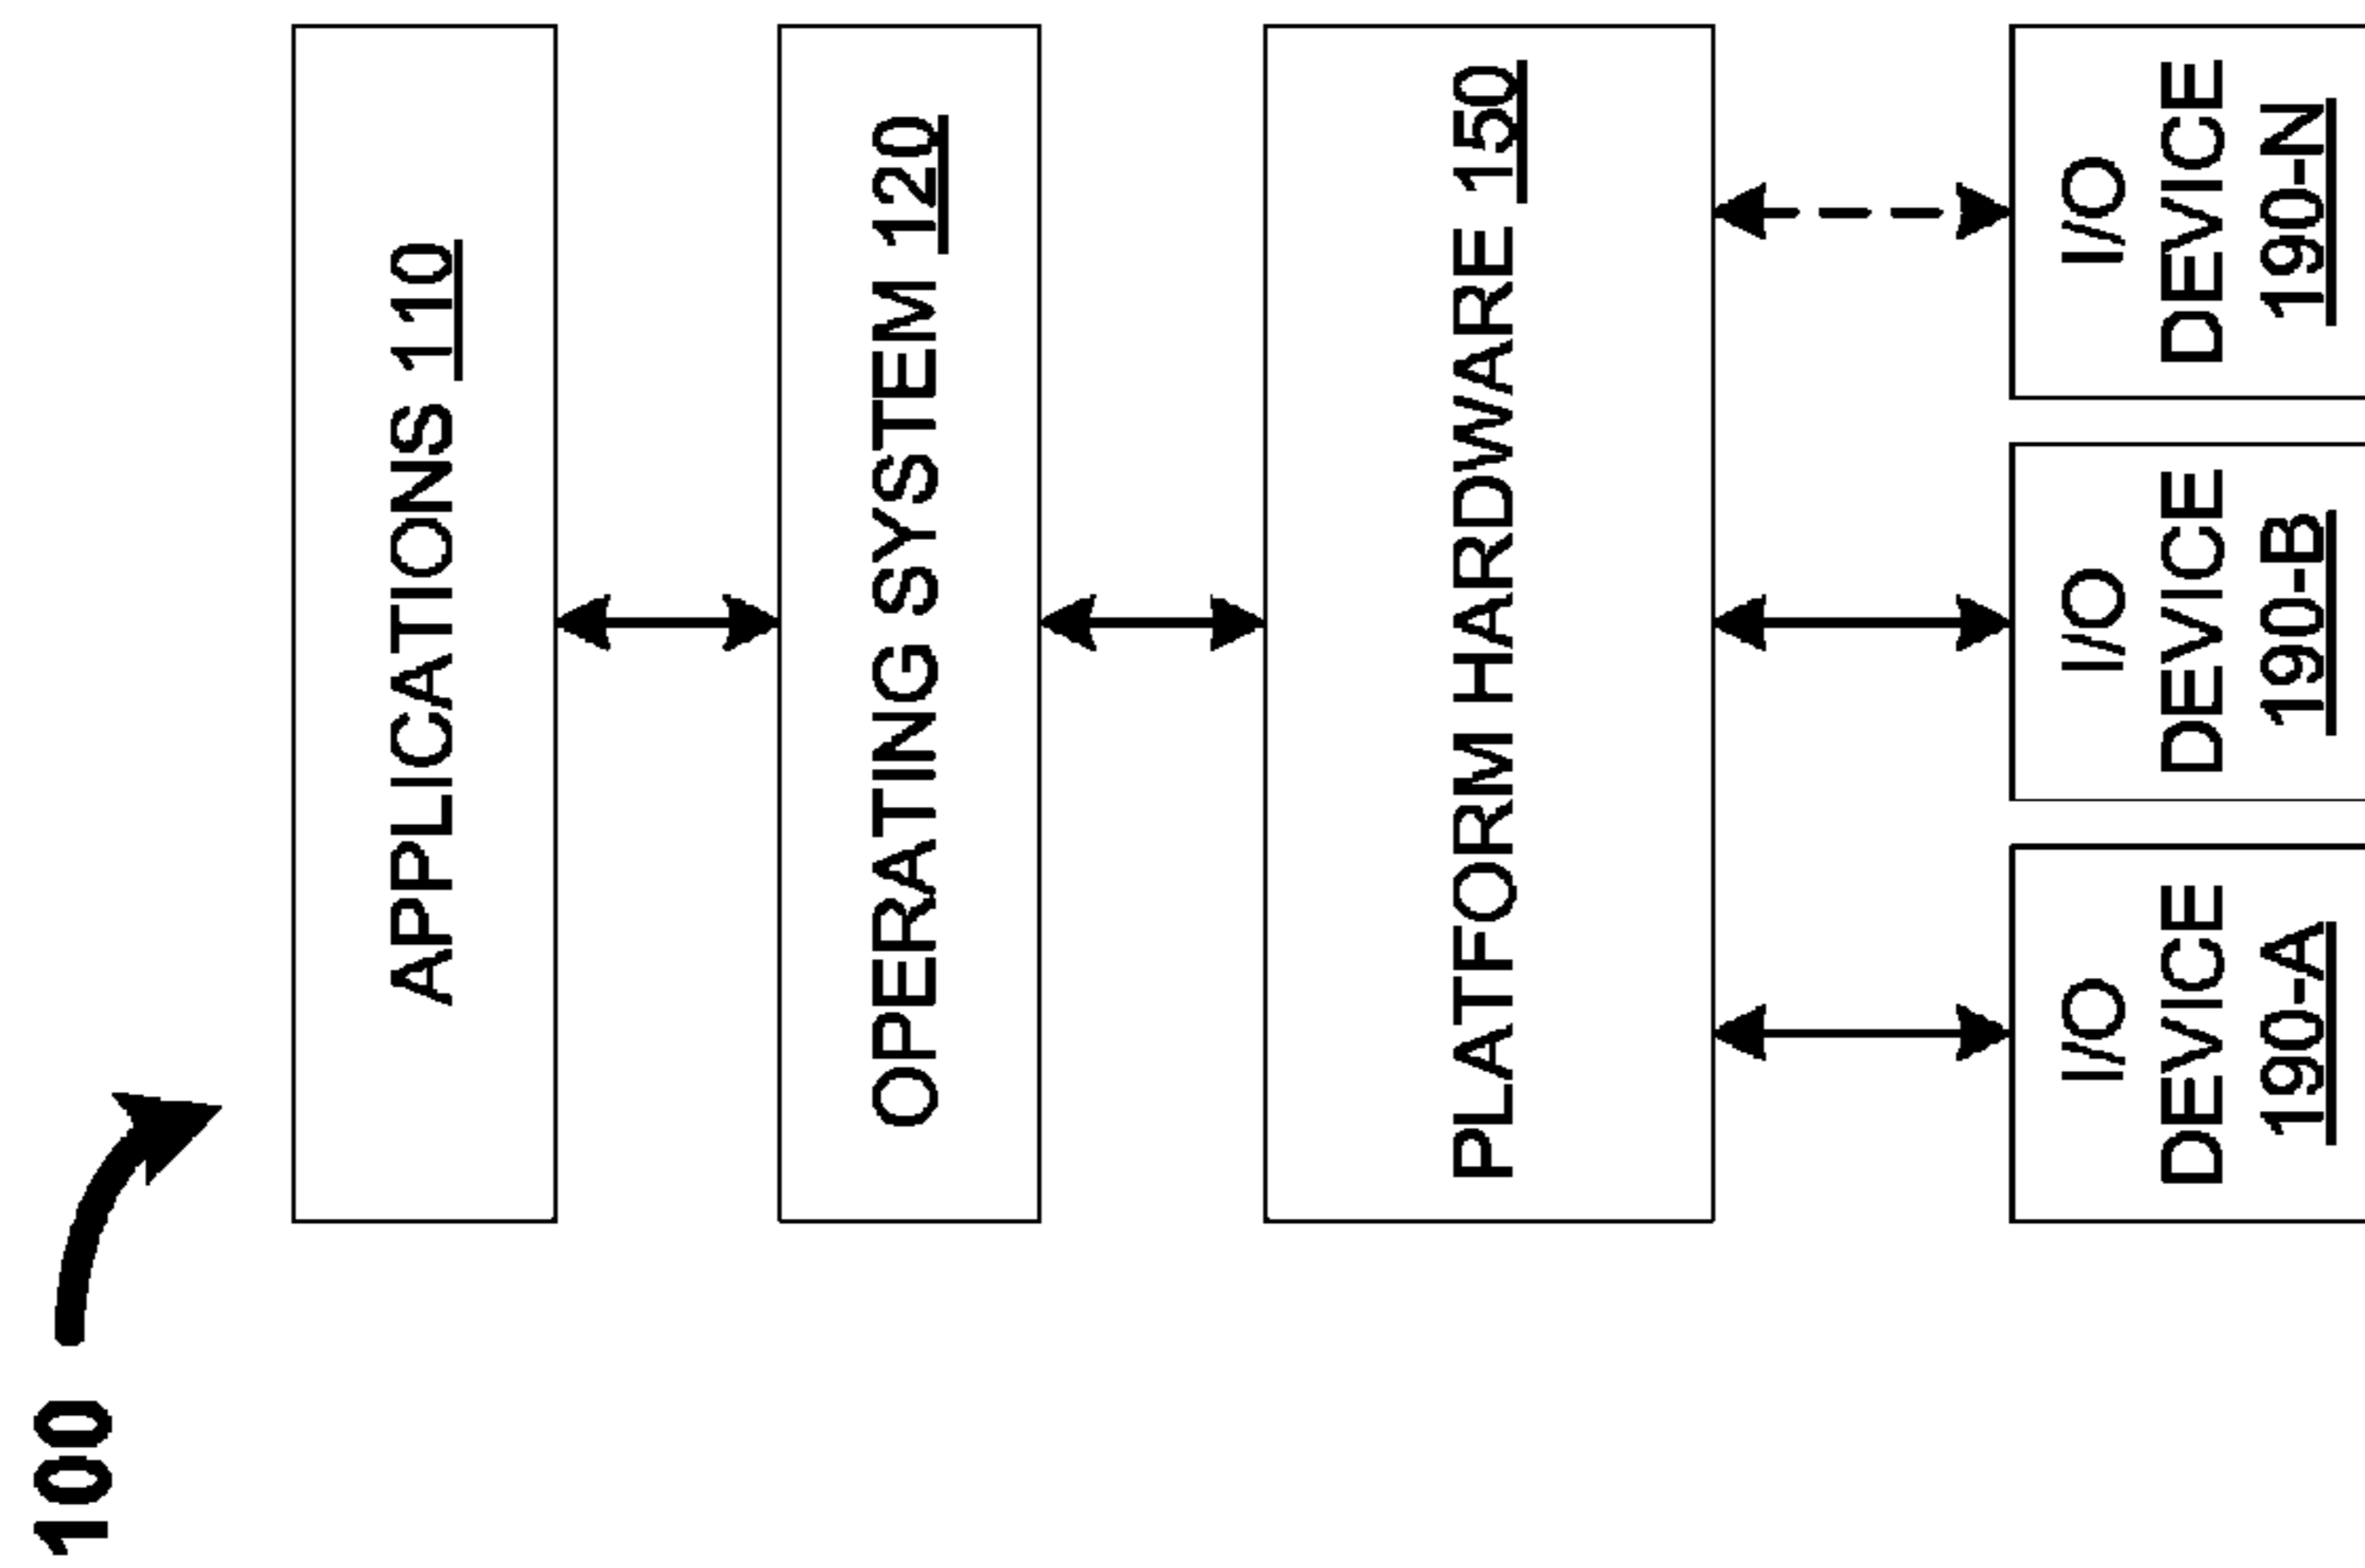 100
APPLICATIONS 110
OPERATING SYSTEM 120
PLATFORM HARDWARE 150
I/O
DEVICE
190-A
I/O
DEVICE
190-B
I/O
DEVICE
190-N